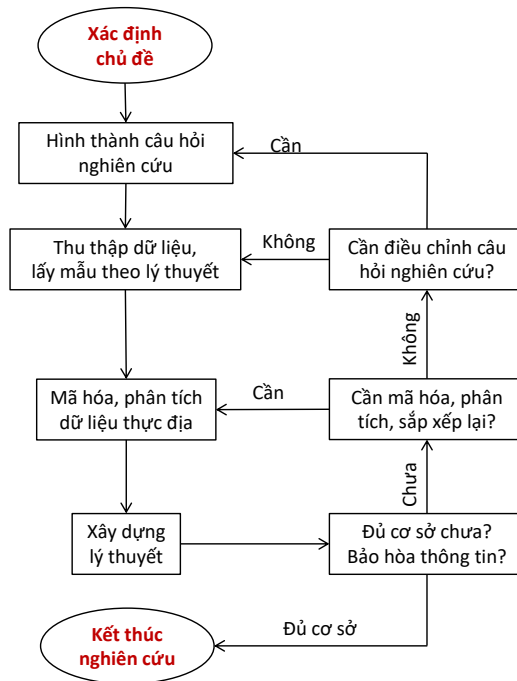 Xác định
chủ đề
Hình thành câu hỏi
nghiên cứu
Cần
Thu thập dữ liệu,
lấy mẫu theo lý thuyết
Không
Cần điều chỉnh câu
hỏi nghiên cứu?
Không
Mã hóa, phân tích
dữ liệu thực địa
Cần
Cần mã hóa, phân
tích, sắp xếp lại?
Chưa
Xây dựng
lý thuyết
Đủ cơ sở chưa?
Bảo hòa thông tin?
Đủ cơ sở
Kết thúc
nghiên cứu